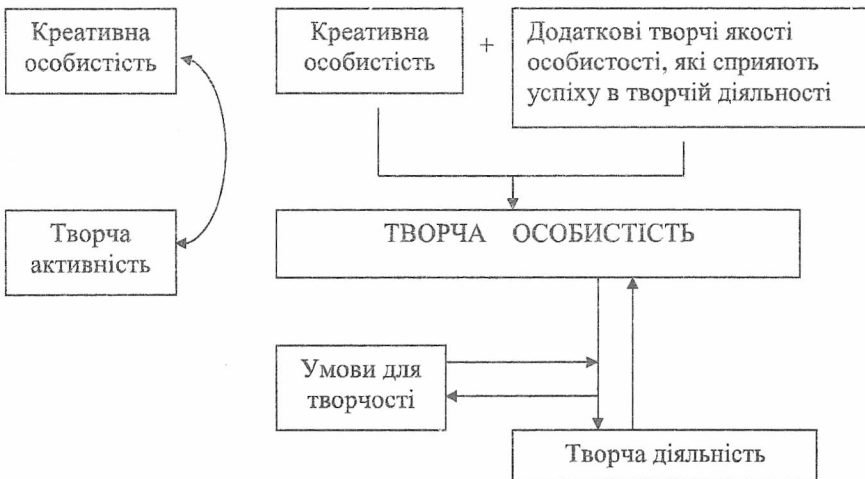 Креативна
особистість
Креативна
особистість
+
Додаткові творчі якості
особистості, які сприяють
успіху в творчій діяльності
Творча
активність
ТВОРЧА ОСОБИСТІСТЬ
Умови для
творчості
Творча діяльність